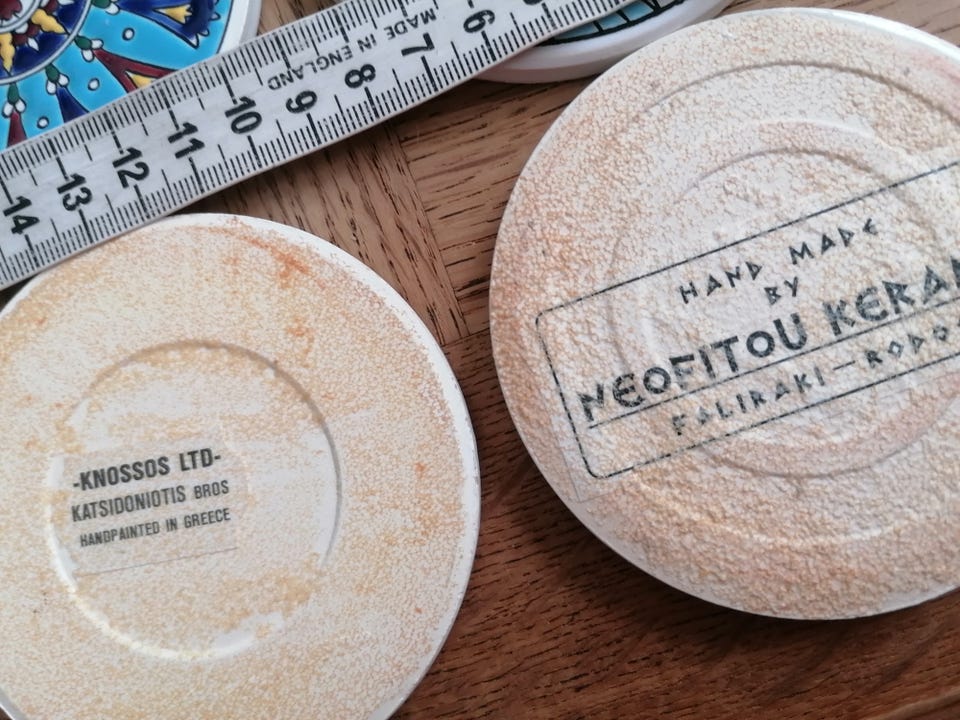 MADE IN ENGLAND
6
7
8
9
10
11
12
13
14
-KNOSSOS LTD-
KATSIDONIOTIS BROS
HANDPAINTED IN GREECE
HAND MADE
BY
NEOFITOU
FALIRAKI-RODO